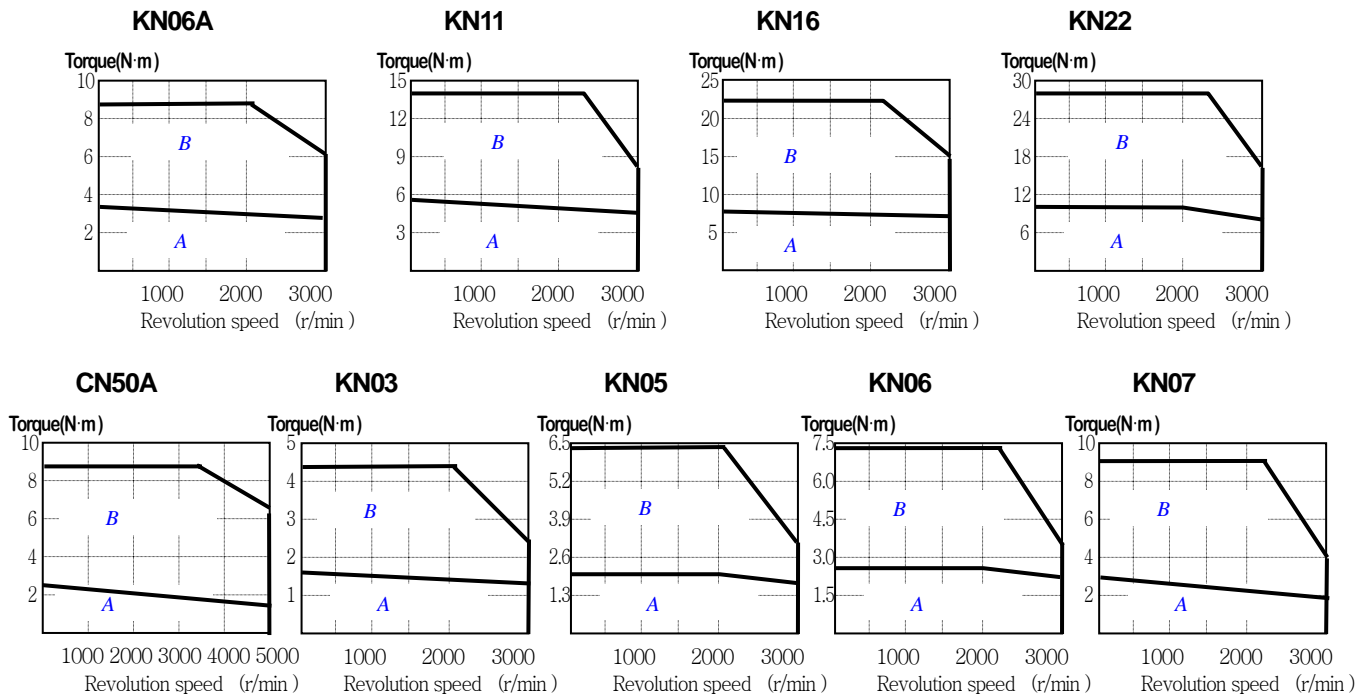 KN06A KN11 KN16 KN22
Torque(N·m) Torque(N·m) Torque(N·m) Torque(N·m)
10 15 25 30
8 12 20 24
B B B B
6 9 15 18
4 6 10 12
2 3 5 6
A A A A
1000 2000 3000 1000 2000 3000 1000 2000 3000 1000 2000 3000
Revolution speed (r/min) Revolution speed (r/min) Revolution speed (r/min) Revolution speed (r/min)
CN50A KN03 KN05 KN06 KN07
Torque(N·m) Torque(N·m) Torque(N·m) Torque(N·m) Torque(N·m)
10 5 6.5 7.5 10
8 4 5.2 6.0 8
B B B B B
6 3 3.9 4.5 6
4 2 2.6 3.0 4
2 1 1.3 1.5 2
A A A A A
1000 2000 3000 4000 5000 1000 2000 3000 1000 2000 3000 1000 2000 3000 1000 2000 3000
Revolution speed (r/min) Revolution speed (r/min) Revolution speed (r/min) Revolution speed (r/min) Revolution speed (r/min)